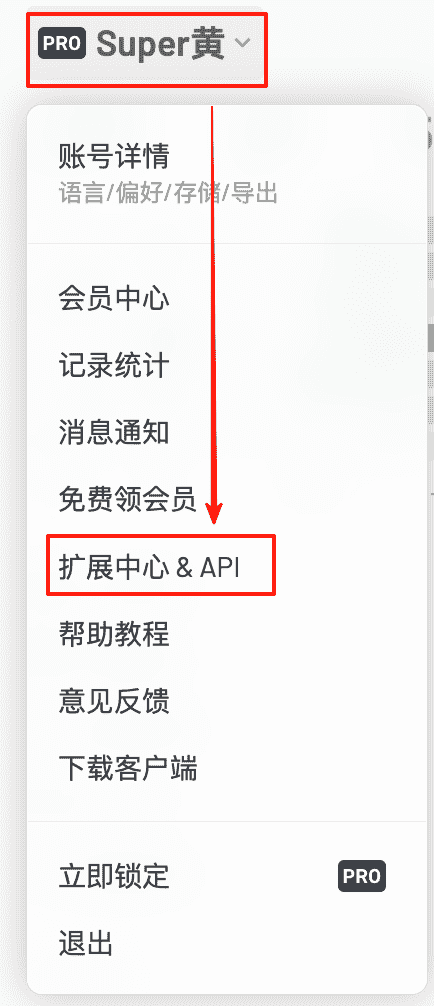 PRO Super黄
账号详情
语言/偏好/存储/导出
会员中心
记录统计
消息通知
免费领会员
扩展中心 & API
帮助教程
意见反馈
下载客户端
立即锁定 PRO
退出